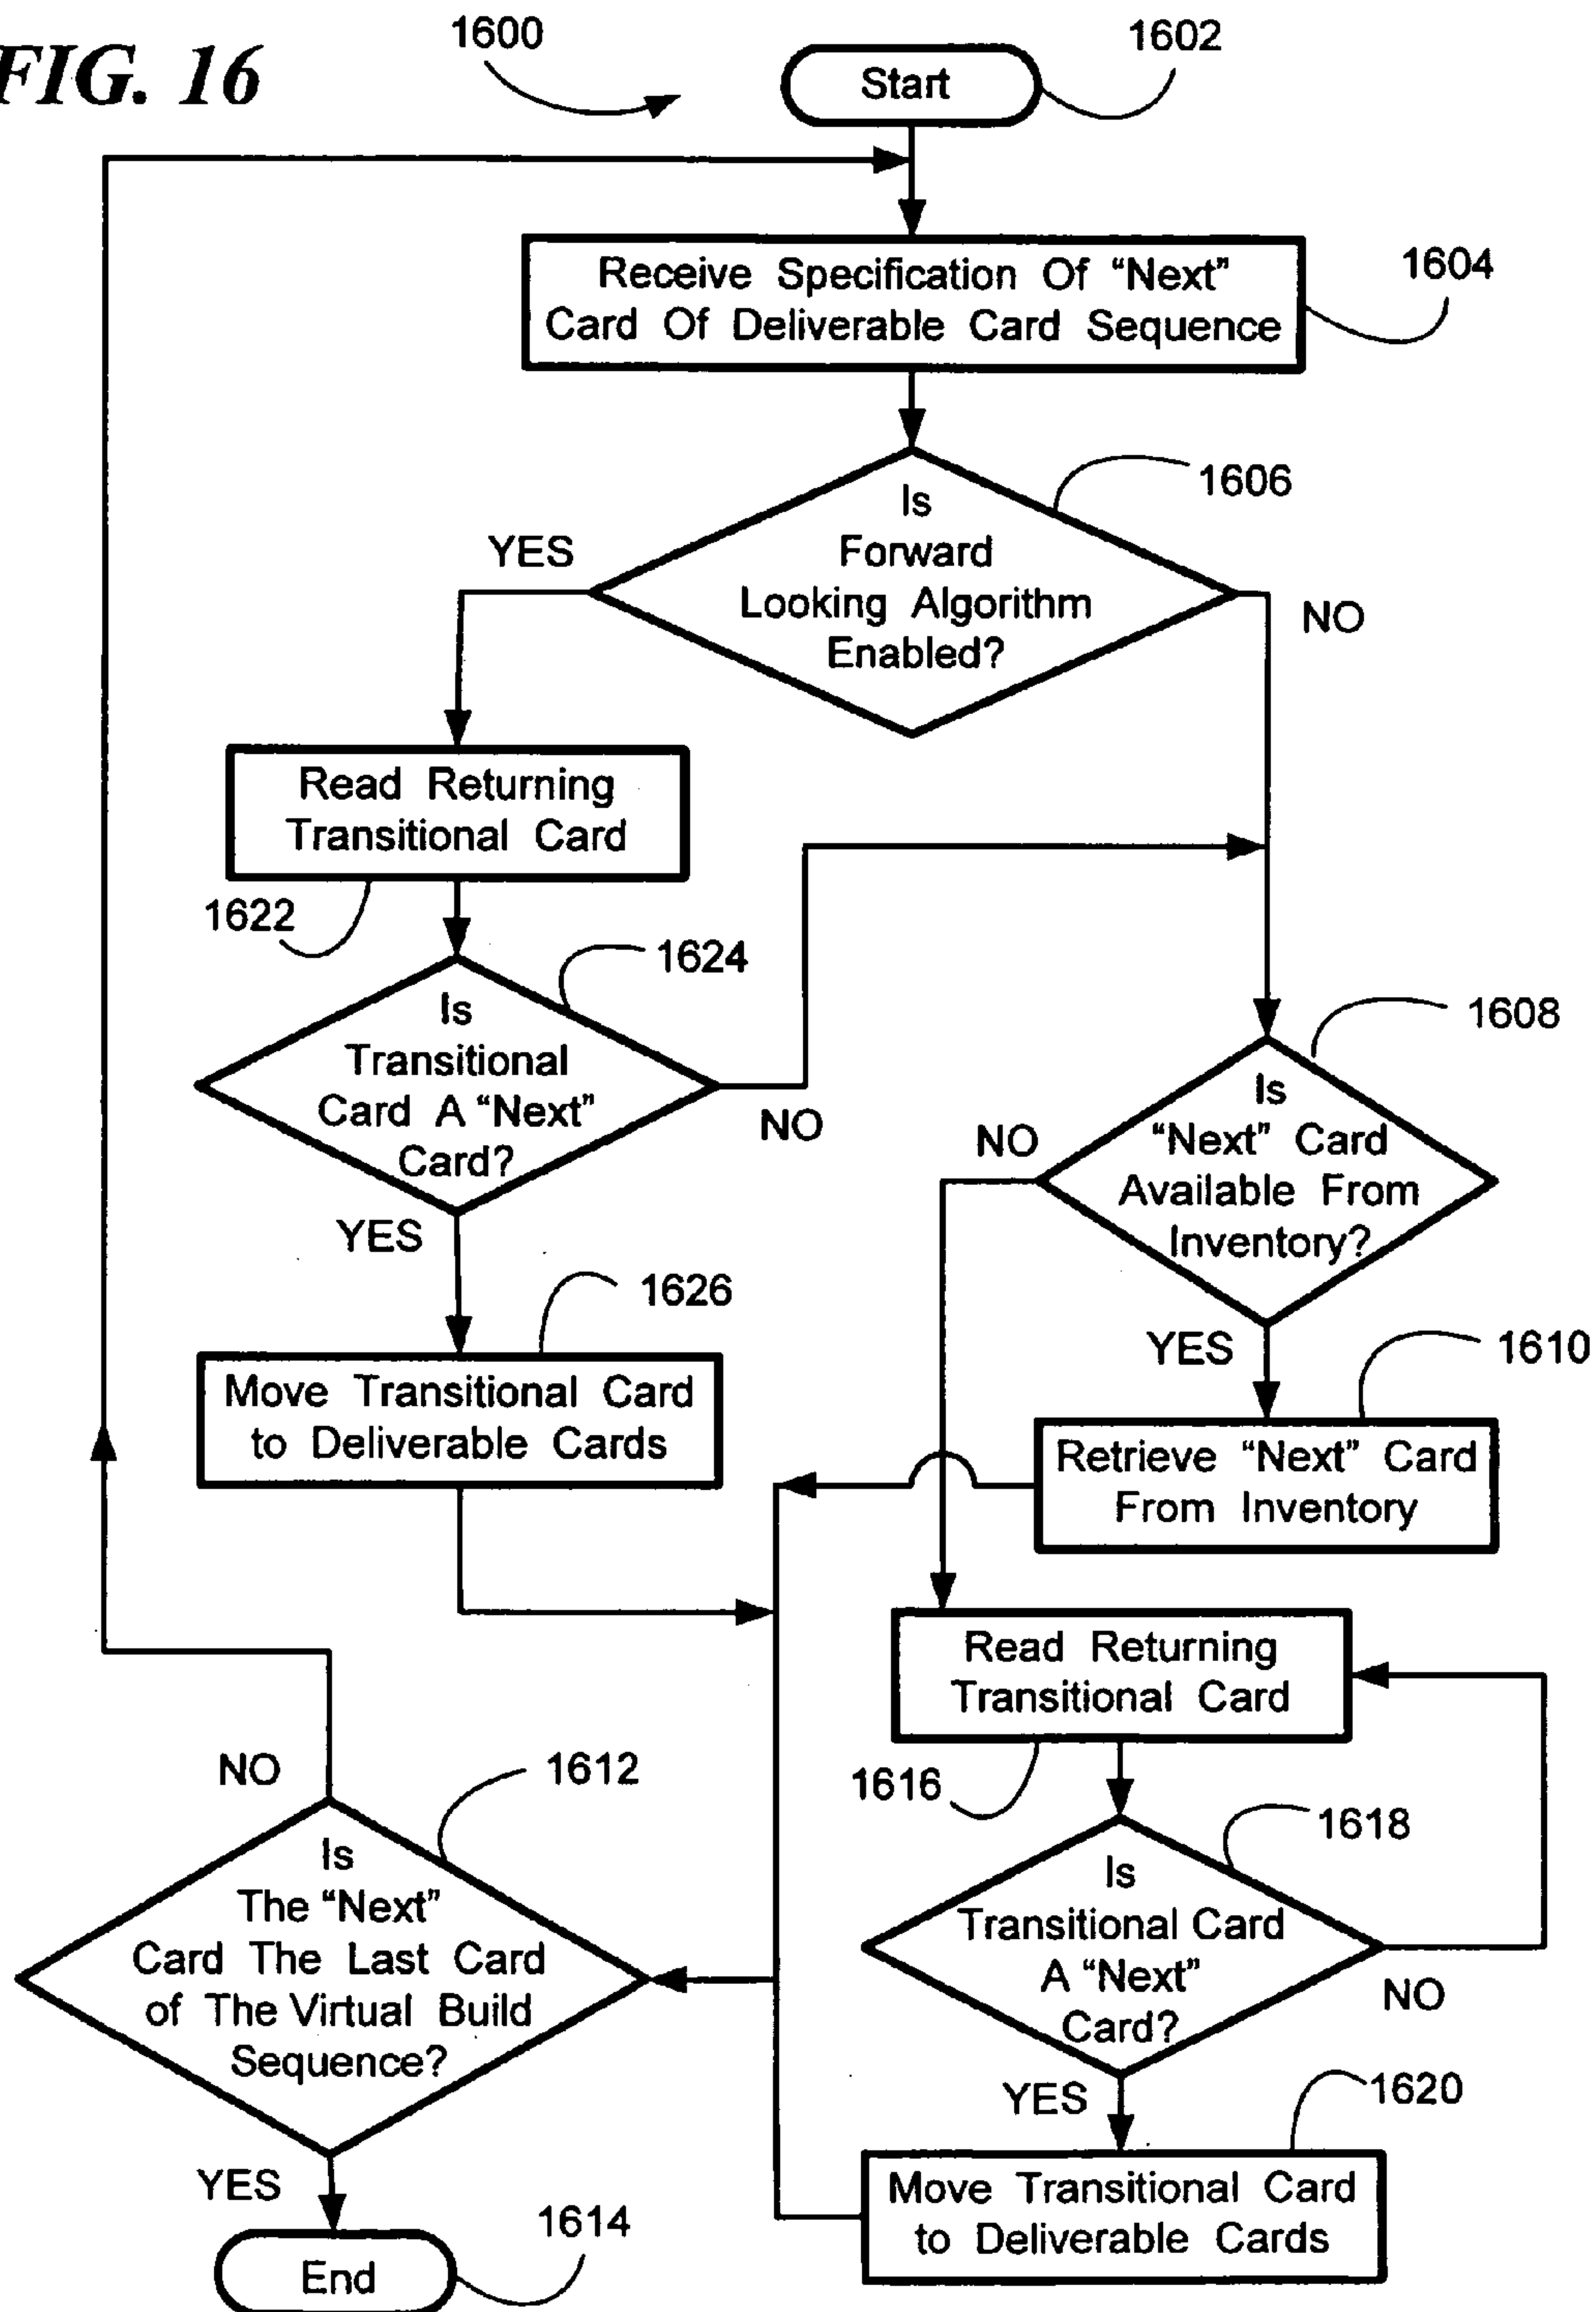 FIG. 16
1600
1602
Start
Receive Specification Of “Next”
Card Of Deliverable Card Sequence
1604
1606
Is
Forward
Looking Algorithm
Enabled?
YES
NO
Read Returning
Transitional Card
1622
1624
Is
Transitional
Card A “Next”
Card?
NO
YES
1608
Is
“Next” Card
Available From
Inventory?
NO
YES
1626
Move Transitional Card
to Deliverable Cards
1610
Retrieve “Next” Card
From Inventory
Read Returning
Transitional Card
1616
1618
Is
Transitional Card
A “Next”
Card?
NO
YES
1620
Move Transitional Card
to Deliverable Cards
NO
1612
Is
The “Next”
Card The Last Card
of The Virtual Build
Sequence?
YES
1614
End